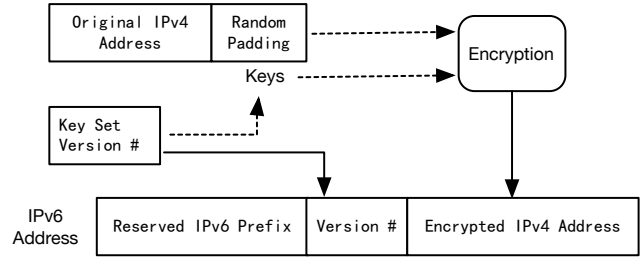 Original IPv4
Address
Random
Padding
Encryption
Keys
Key Set
Version #
IPv6
Address
Reserved IPv6 Prefix
Version #
Encrypted IPv4 Address